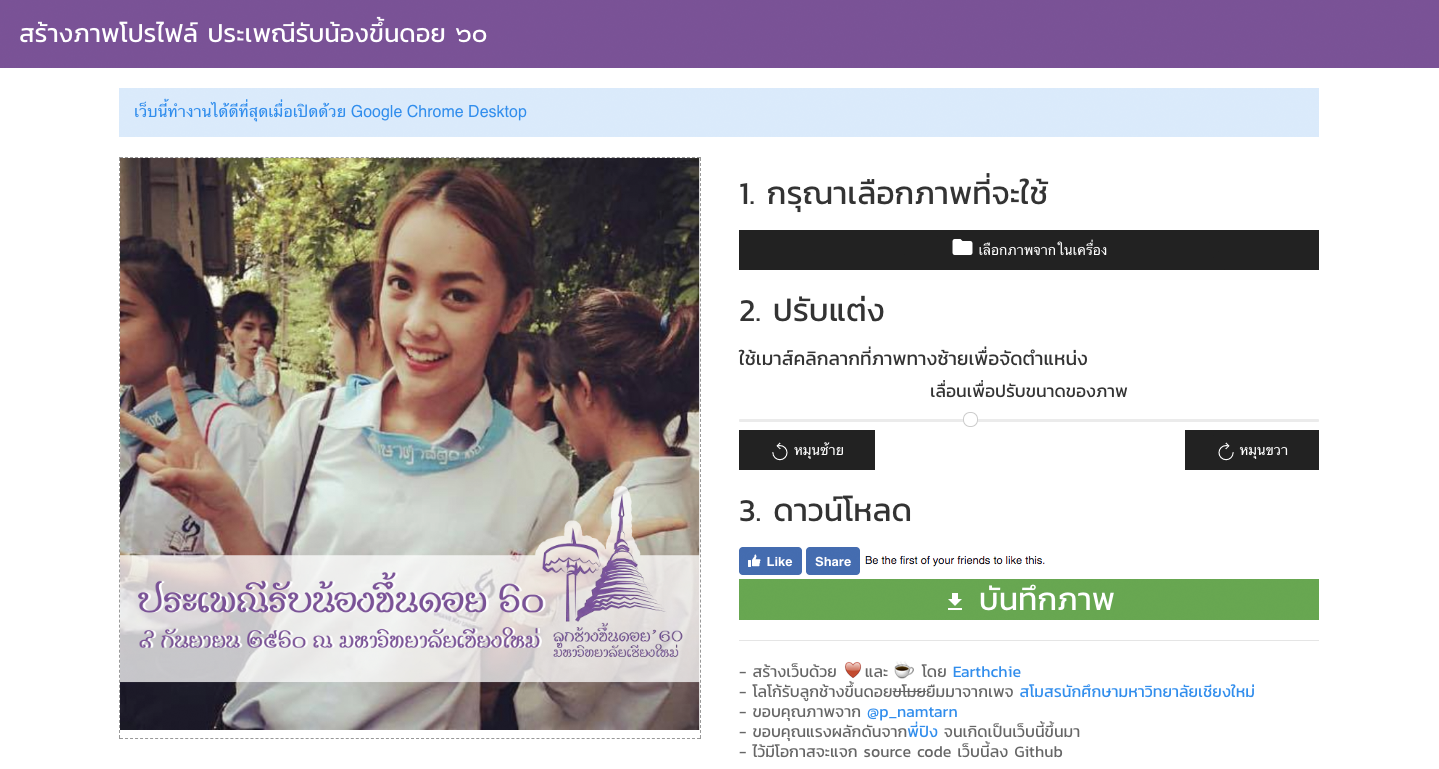 สร้างภาพโปรไฟล์ ประเพณีรับน้องขึ้นดอย ๖๐
เว็บนี้ทำงานได้ดีที่สุดเมื่อเปิดด้วย Google Chrome Desktop
ประเพณีรับน้องขึ้นดอย ๖๐
๙ กันยายน ๒๕๖๐ ณ มหาวิทยาลัยเชียงใหม่
ลูกช้างขึ้นดอย'60
มหาวิทยาลัยเชียงใหม่
1. กรุณาเลือกภาพที่จะใช้
เลือกภาพจากในเครื่อง
2. ปรับแต่ง
ใช้เมาส์คลิกลากที่ภาพทางซ้ายเพื่อจัดตำแหน่ง
เลื่อนเพื่อปรับขนาดของภาพ
หมุนซ้าย
หมุนขวา
3. ดาวน์โหลด
Like Share Be the first of your friends to like this.
บันทึกภาพ
- สร้างเว็บด้วย ❤️ และ ☕ โดย Earthchie
- โลโก้รับลูกช้างขึ้นดอยขโมยยืมมาจากเพจ สโมสรนักศึกษามหาวิทยาลัยเชียงใหม่
- ขอบคุณภาพจาก @p_namtarn
- ขอบคุณแรงผลักดันจากพี่ปิง จนเกิดเป็นเว็บนี้ขึ้นมา
- ไว้มีโอกาสจะแจก source code เว็บนี้ลง Github